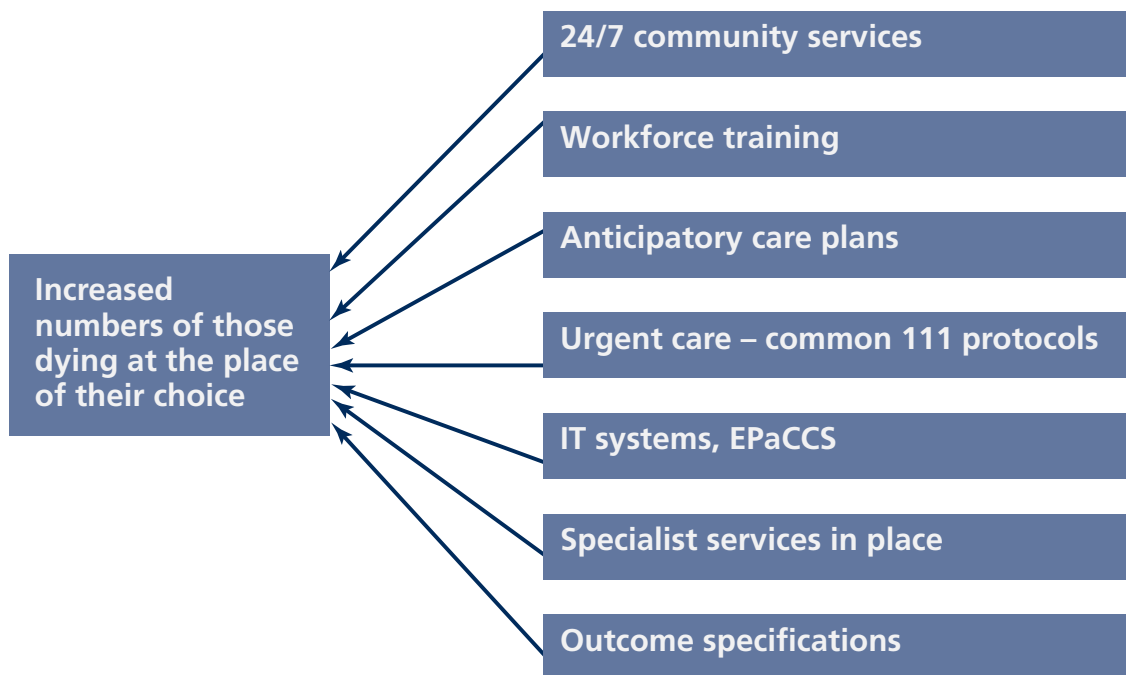 24/7 community services
Workforce training
Anticipatory care plans
Increased
numbers of those
dying at the place
of their choice
Urgent care – common 111 protocols
IT systems, EPaCCS
Specialist services in place
Outcome specifications